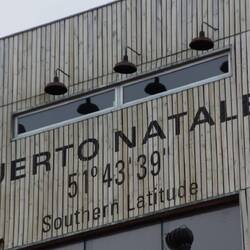 UERTO NATALE
51°43'39"
Southern Latitude